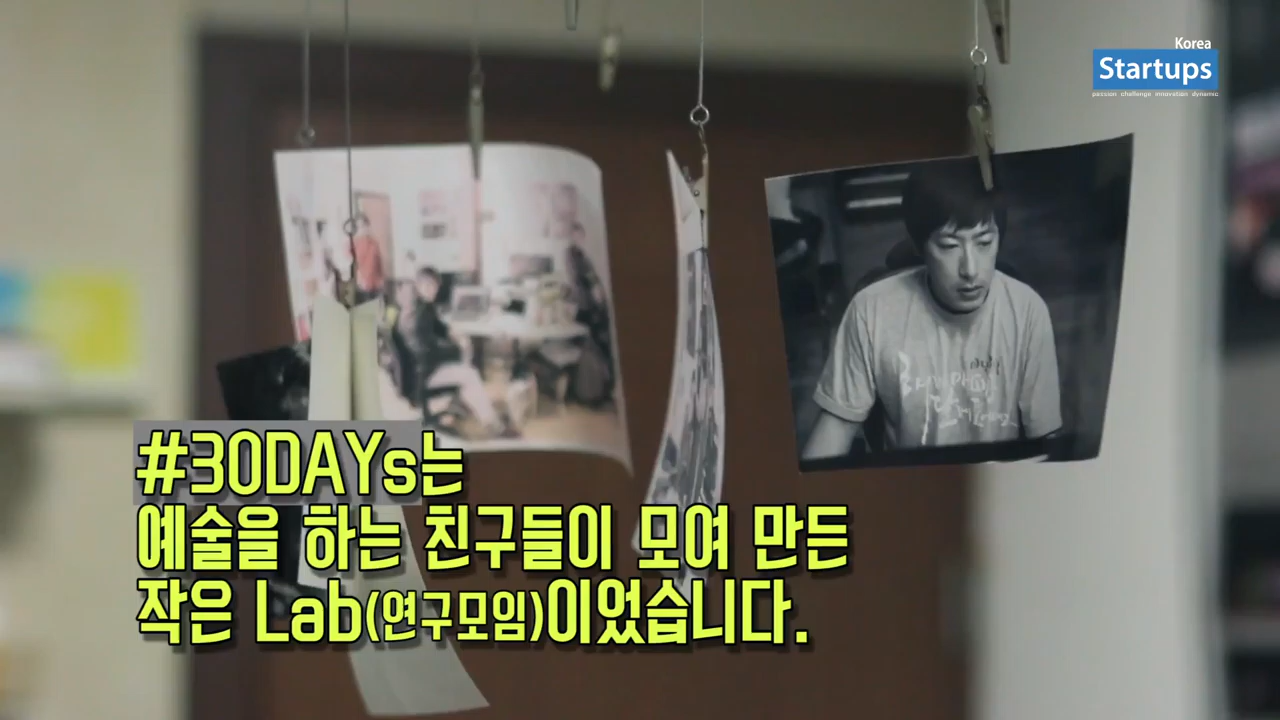 Korea
Startups
passion challenge innovation dynamic
#30DAYs는
예술을 하는 친구들이 모여 만든
작은 Lab(연구모임)이었습니다.